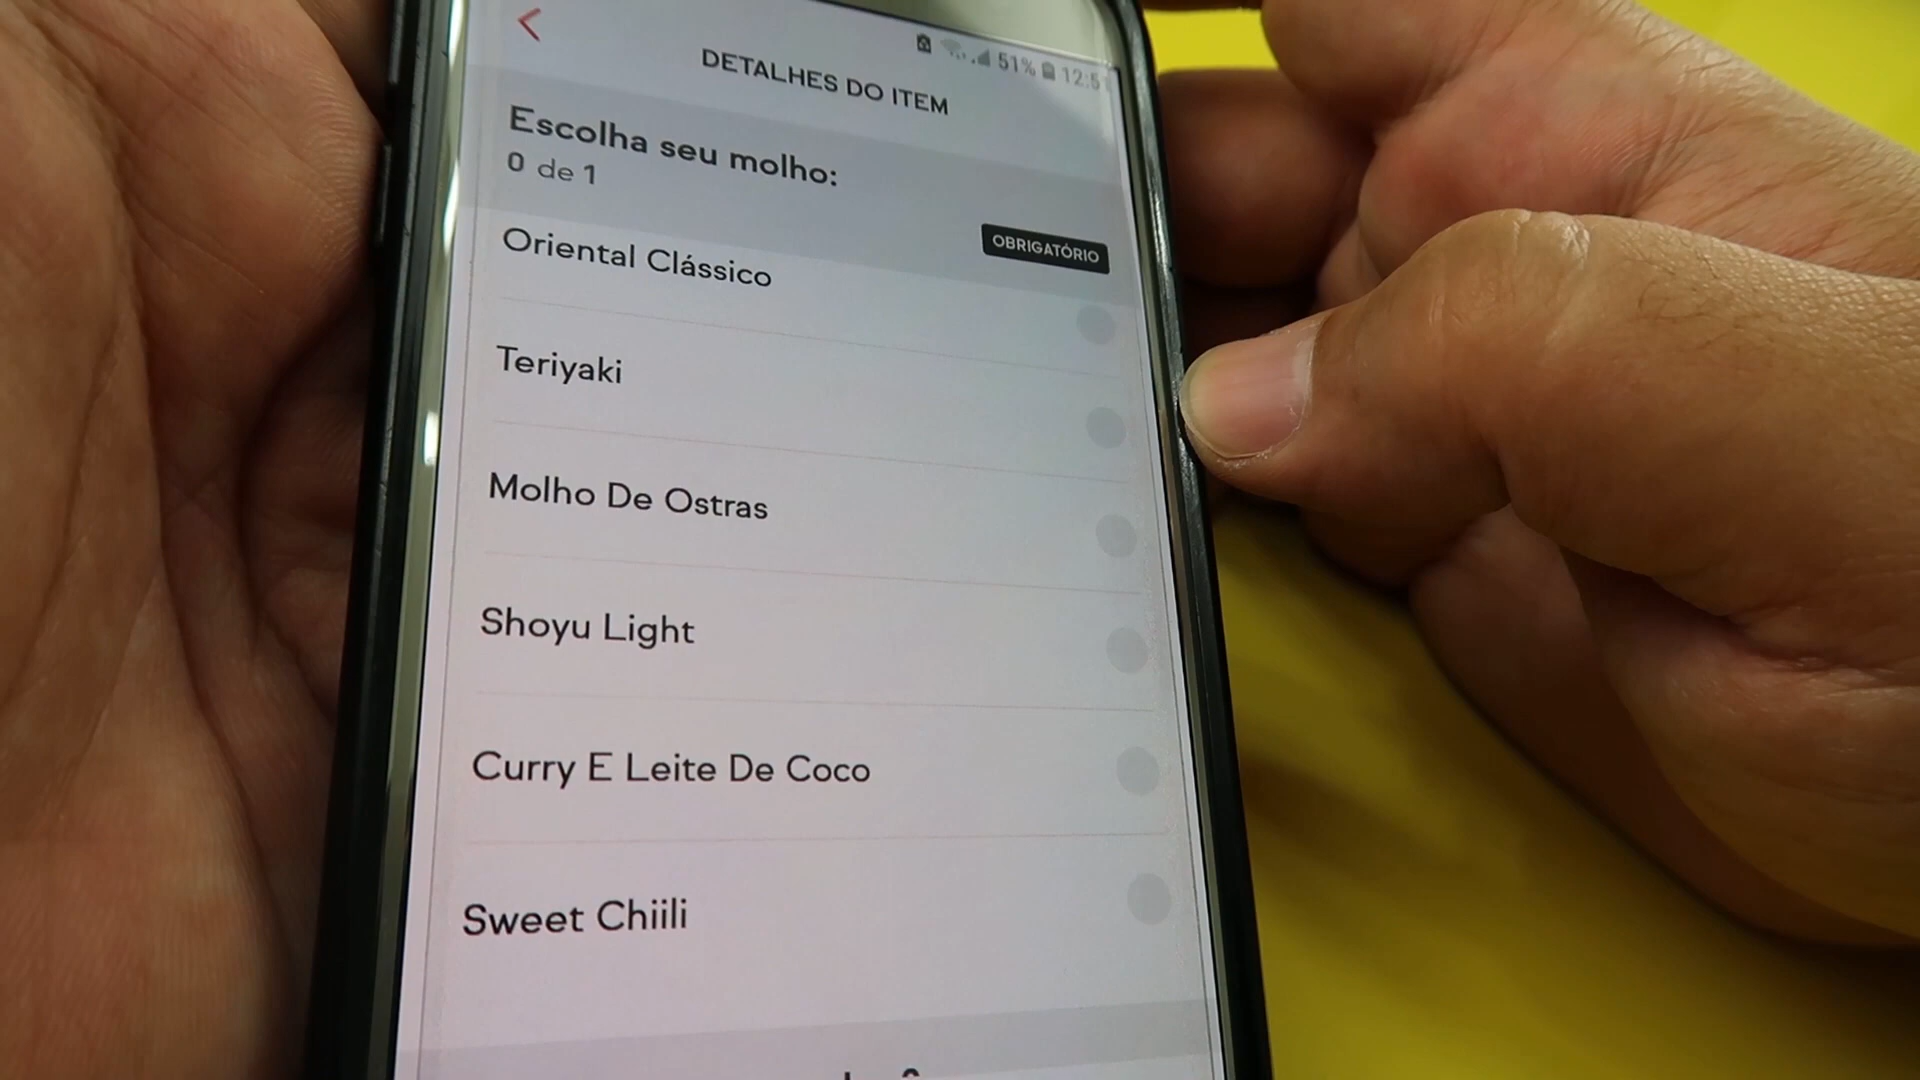 51% 12:51
DETALHES DO ITEM
Escolha seu molho:
0 de 1
OBRIGATÓRIO
Oriental Clássico
Teriyaki
Molho De Ostras
Shoyu Light
Curry E Leite De Coco
Sweet Chiili